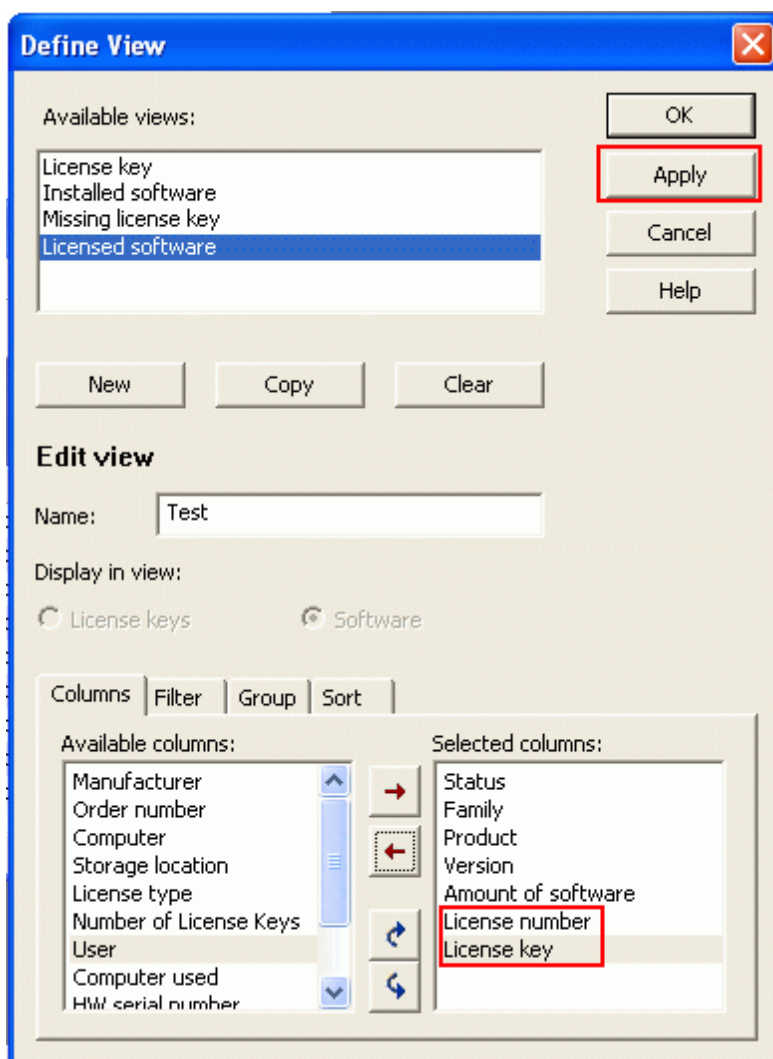 Define View
Available views:
OK
License key
Installed software
Missing license key
Licensed software
Apply
Cancel
Help
New
Copy
Clear
Edit view
Name:
Test
Display in view:
License keys
Software
Columns
Filter
Group
Sort
Available columns:
Selected columns:
Manufacturer
Order number
Computer
Storage location
License type
Number of License Keys
User
Computer used
HW serial number
Status
Family
Product
Version
Amount of software
License number
License key